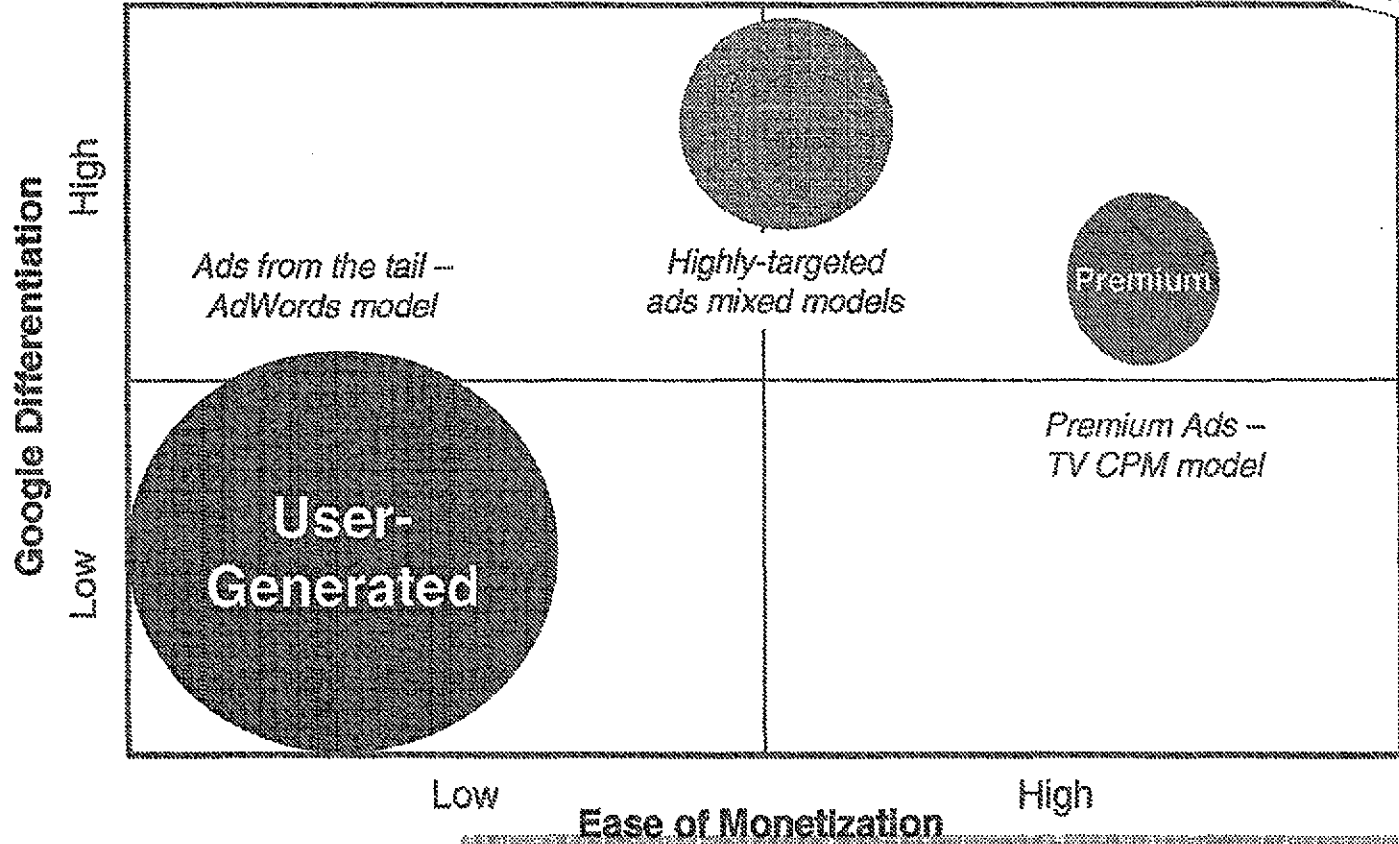 Google Differentiation
High
Low
Ads from the tail –
AdWords model
Highly-targeted
ads mixed models
Premium
User-
Generated
Premium Ads –
TV CPM model
Low
High
Ease of Monetization